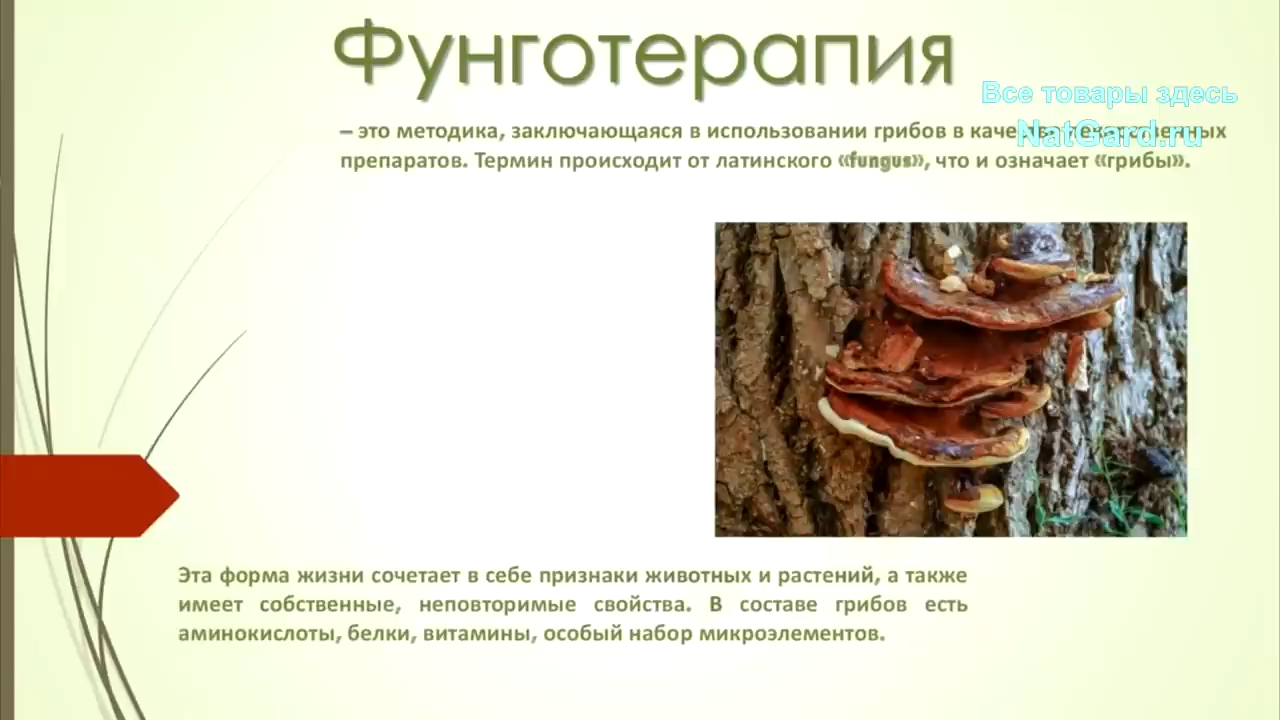 Фунготерапия
Все товары здесь
NatGard.ru
– это методика, заключающаяся в использовании грибов в качестве лекарственных
препаратов. Термин происходит от латинского «fungus», что и означает «грибы».
Эта форма жизни сочетает в себе признаки животных и растений, а также
имеет собственные, неповторимые свойства. В составе грибов есть
аминокислоты, белки, витамины, особый набор микроэлементов.